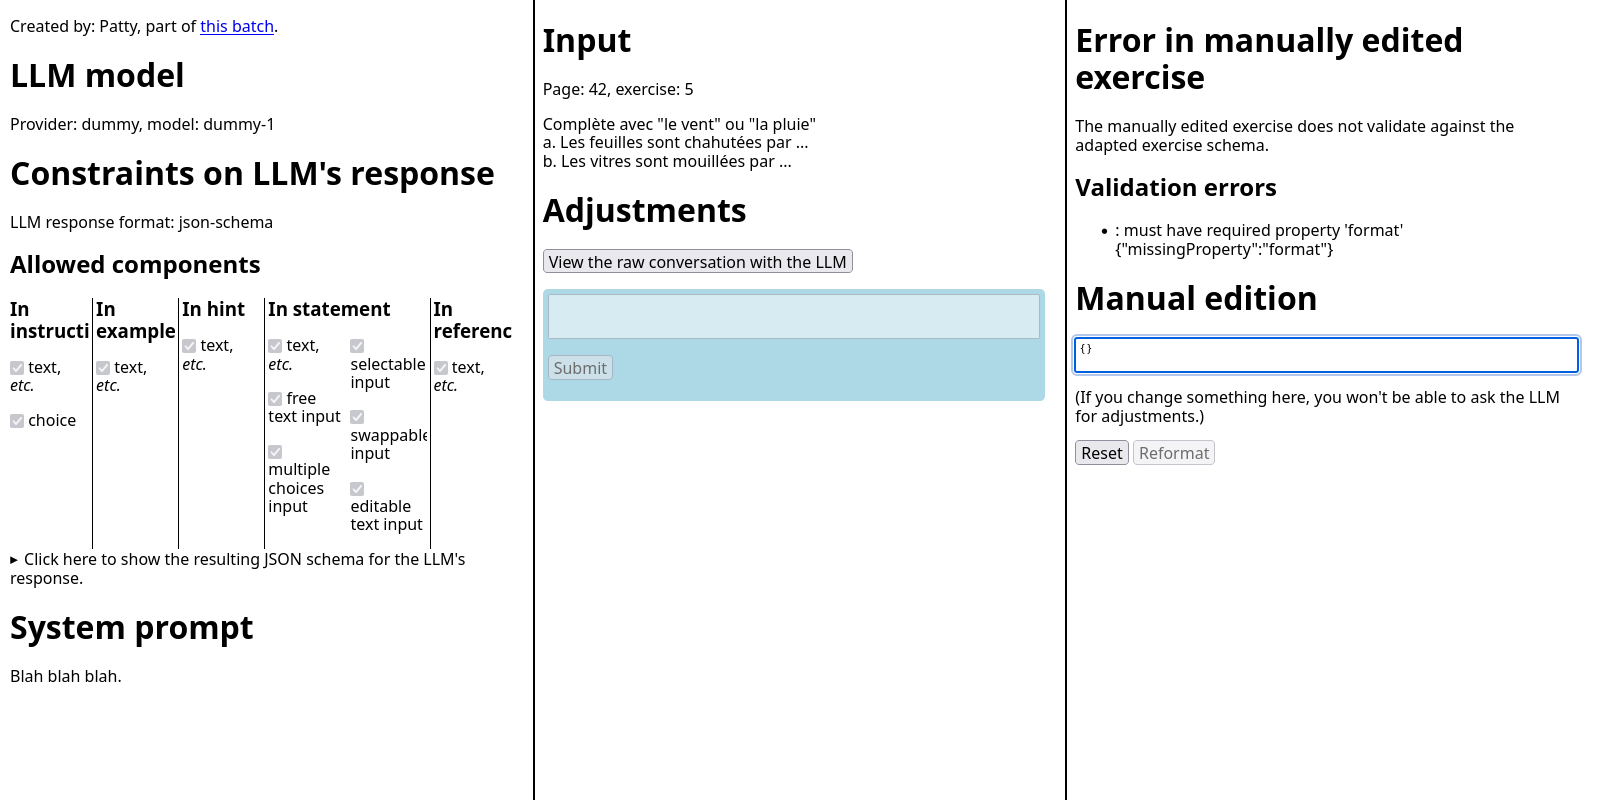 Created by: Patty, part of this batch.
LLM model
Provider: dummy, model: dummy-1
Constraints on LLM's response
LLM response format: json-schema
Allowed components
In
instructi
text,
etc.
choice
In
example
text,
etc.
In hint
text,
etc.
In statement
text,
etc.
free
text input
multiple
choices
input
selectable
input
swappable
input
editable
text input
In
referenc
text,
etc.
▸ Click here to show the resulting JSON schema for the LLM's
response.
System prompt
Blah blah blah.
Input
Page: 42, exercise: 5
Complète avec "le vent" ou "la pluie"
a. Les feuilles sont chahutées par ...
b. Les vitres sont mouillées par ...
Adjustments
View the raw conversation with the LLM
Submit
Error in manually edited
exercise
The manually edited exercise does not validate against the
adapted exercise schema.
Validation errors
• : must have required property 'format'
{"missingProperty":"format"}
Manual edition
{}
(If you change something here, you won't be able to ask the LLM
for adjustments.)
Reset Reformat